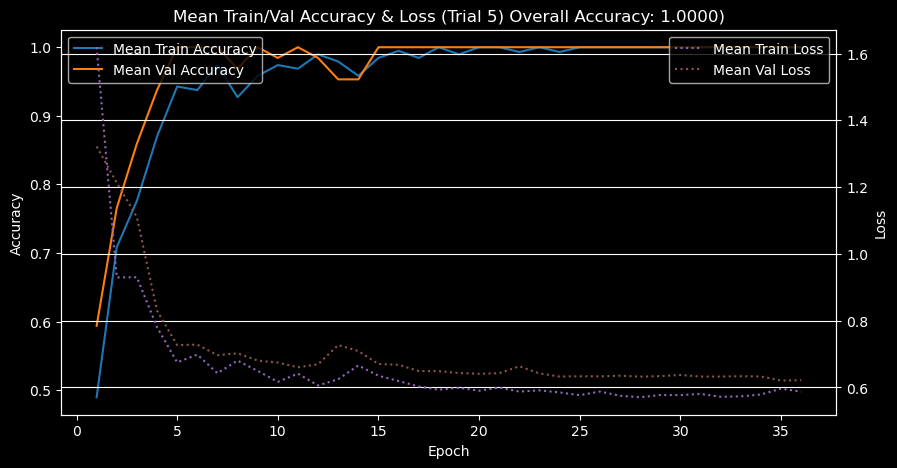 Mean Train/Val Accuracy & Loss (Trial 5) Overall Accuracy: 1.0000)
Mean Train Accuracy
Mean Val Accuracy
Mean Train Loss
Mean Val Loss
Accuracy
1.0
0.9
0.8
0.7
0.6
0.5
1.6
1.4
1.2
1.0
0.8
0.6
Loss
0 5 10 15 20 25 30 35
Epoch